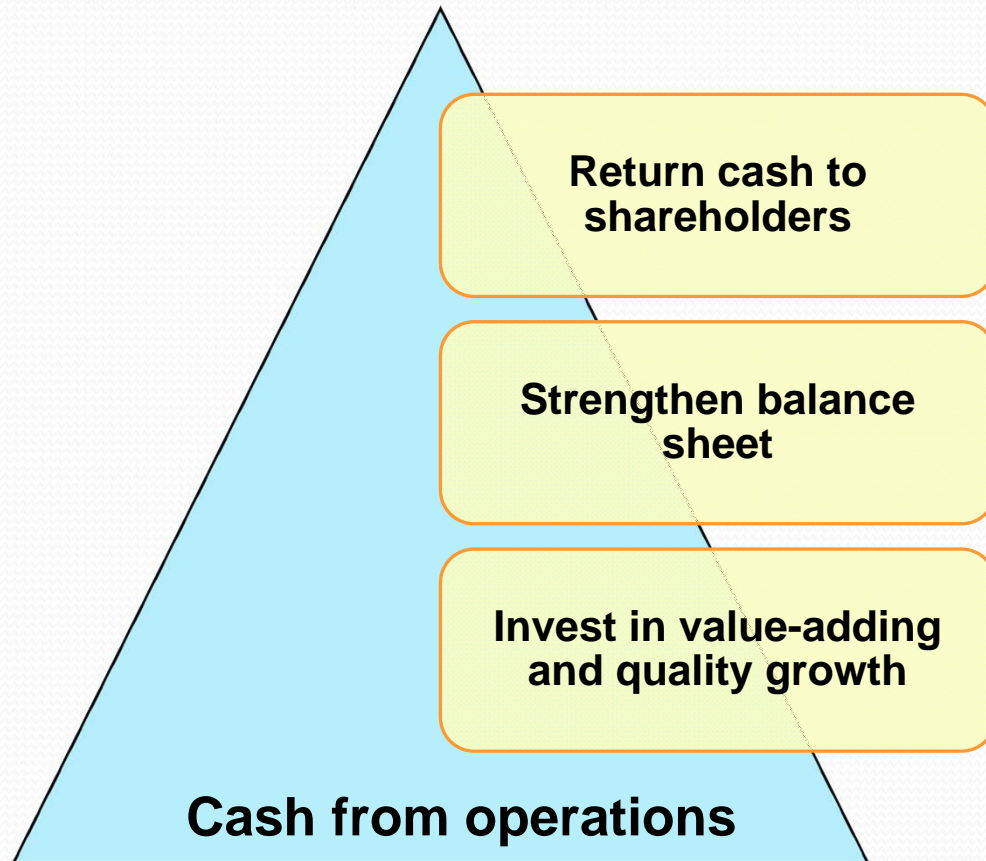 Return cash to
shareholders
Strengthen balance
sheet
Invest in value-adding
and quality growth
Cash from operations